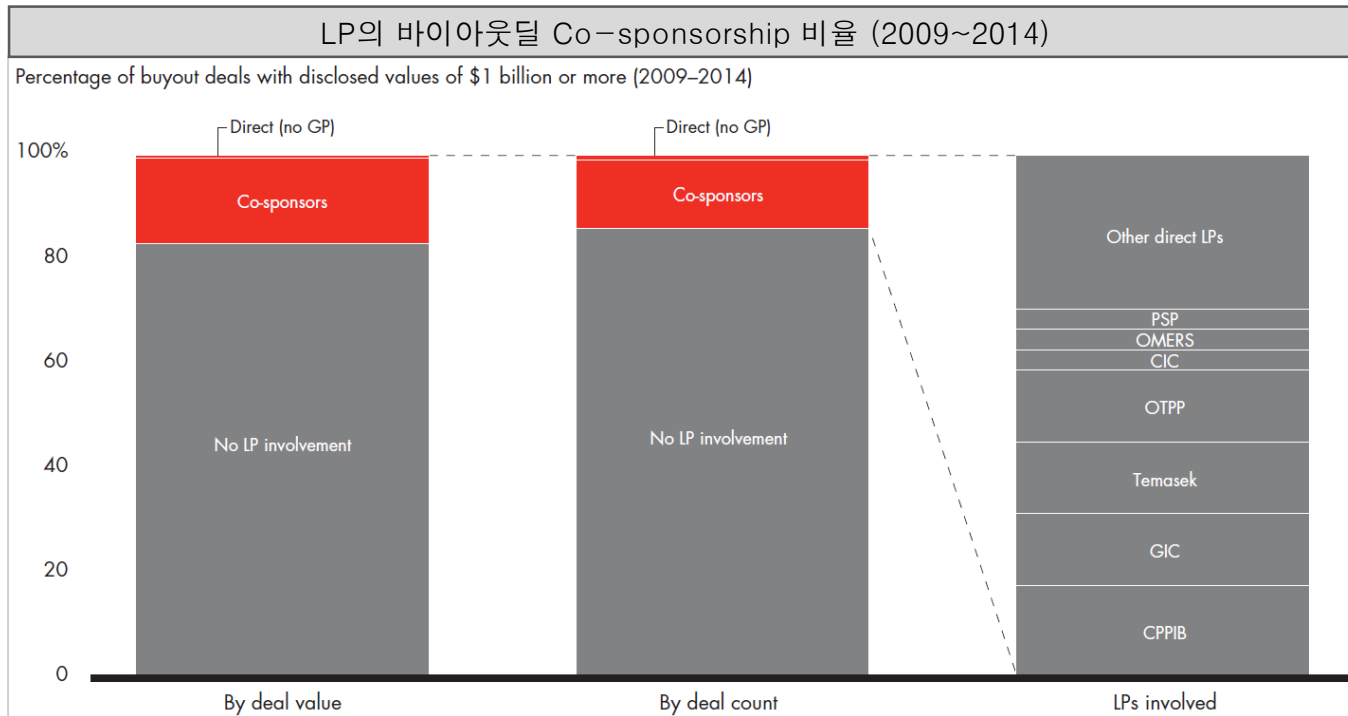 LP의 바이아웃딜 Co-sponsorship 비율 (2009~2014)
Percentage of buyout deals with disclosed values of $1 billion or more (2009–2014)
Direct (no GP)
Direct (no GP)
100%
80
60
40
20
0
Co-sponsors
No LP involvement
Co-sponsors
No LP involvement
Other direct LPs
PSP
OMERS
CIC
OTPP
Temasek
GIC
CPPIB
By deal value
By deal count
LPs involved